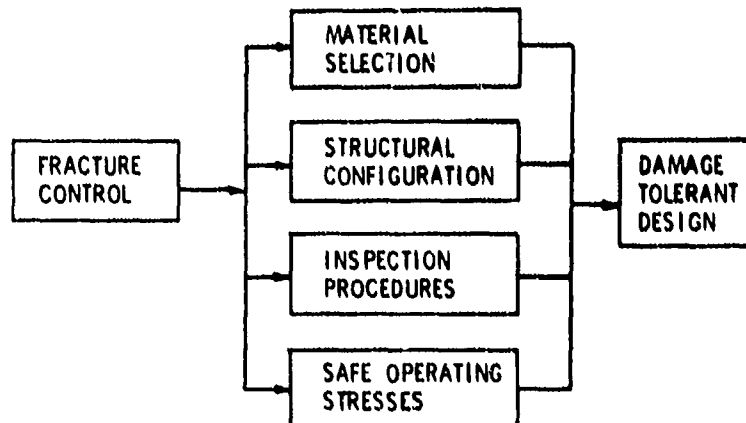 MATERIAL
SELECTION
FRACTURE
CONTROL
STRUCTURAL
CONFIGURATION
INSPECTION
PROCEDURES
SAFE OPERATING
STRESSES
DAMAGE
TOLERANT
DESIGN